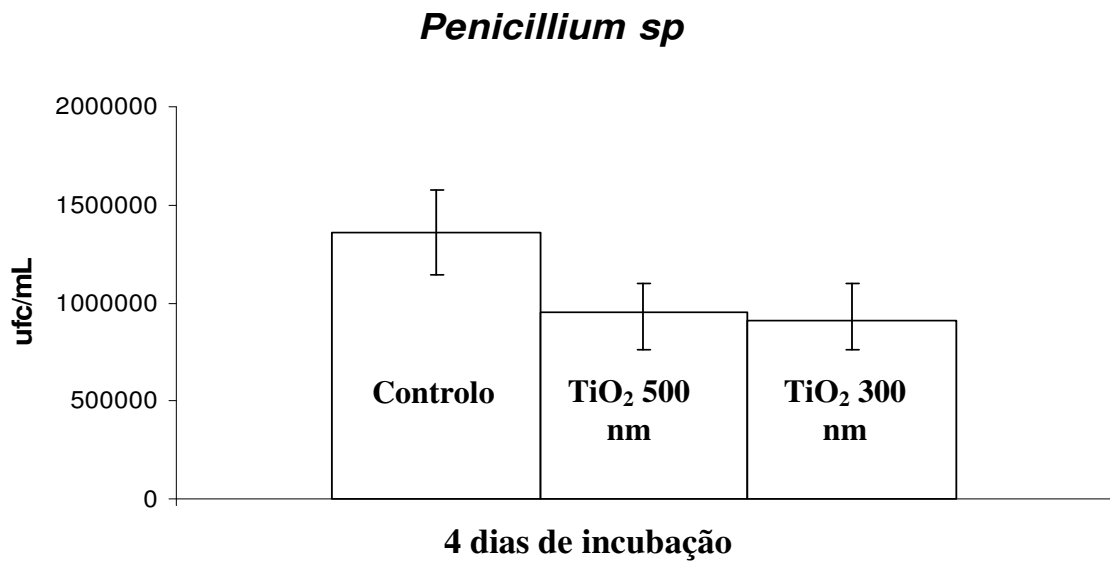 Penicillium sp
2000000
1500000
1000000
500000
0
ufc/mL
Controlo
TiO₂ 500
nm
TiO₂ 300
nm
4 dias de incubação